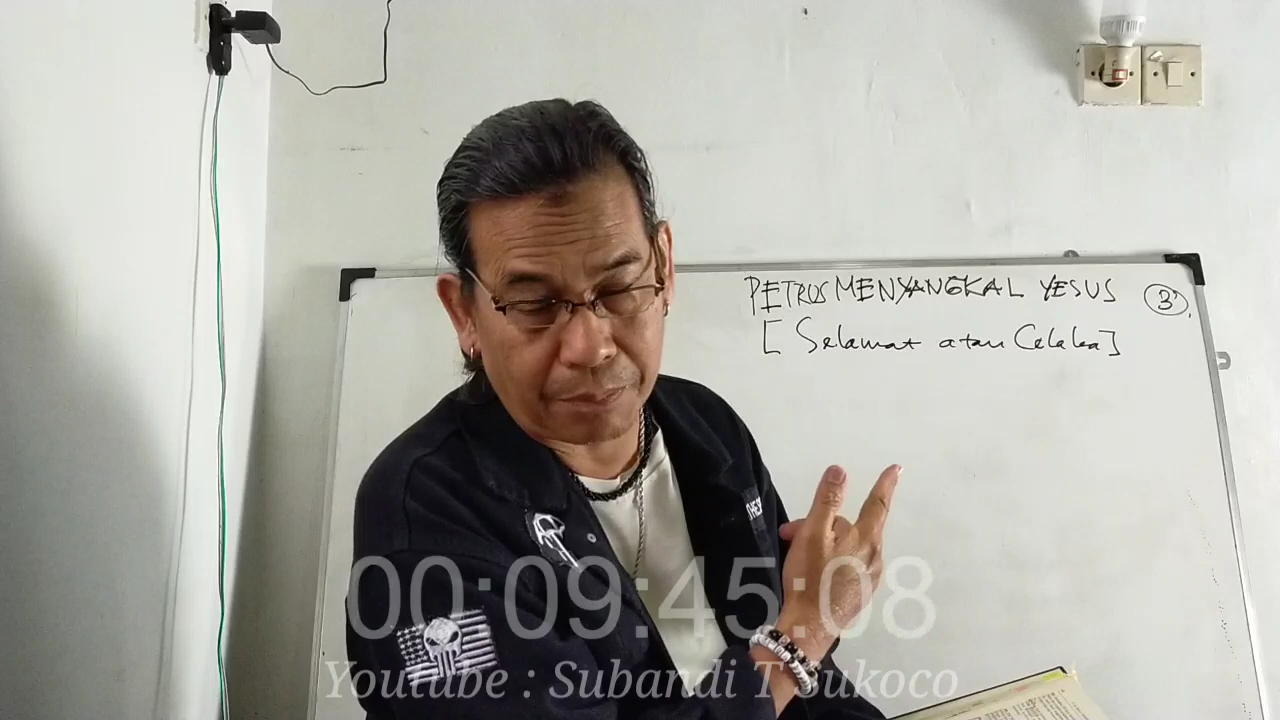 PETRUS MENYANGKAL YESUS
3
[Selamat atau Celaka]
00:09:45:08
Youtube : Subandi T Sukoco